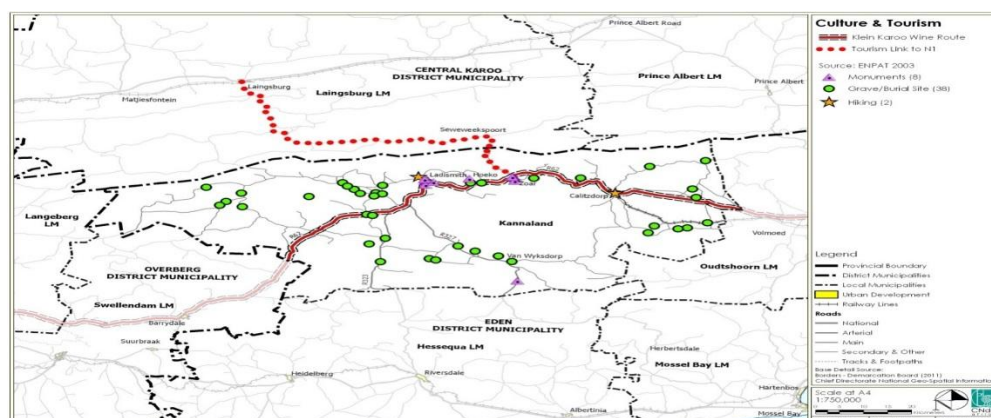 Prince Albert Road
CENTRAL KAROO
DISTRICT MUNICIPALITY
Prince Albert LM
Laingsburg
Laingsburg LM
Prince Albert
Matjiesfontein
Seweweekspoort
Ladismith
Hoeko
R62
Zoar
Calitzdorp
Langeberg
LM
Kannaland
Volmoed
R62
R327
Van Wyksdorp
OVERBERG
DISTRICT MUNICIPALITY
Oudtshoorn LM
R323
Swellendam LM
Barrydale
EDEN
DISTRICT MUNICIPALITY
Suurbraak
Hessequa LM
Herbertsdale
Mossel Bay LM
Heidelberg
Riversdale
Hartenbos
Albertinia
Mossel Bay
Culture & Tourism
Klein Karoo Wine Route
Tourism Link to N1
Source: ENPAT 2003
Monuments (8)
Grave/Burial Site (38)
Hiking (2)
Legend
Provincial Boundary
District Municipalities
Local Municipalities
Urban Development
Railway Lines
Roads
National
Arterial
Main
Secondary & Other
Tracks & Footpaths
Base Detail Source:
Borders - Demarcation Board (2011)
Chief Directorate National Geo-Spatial Informatio
Scale at A4
1:750,000